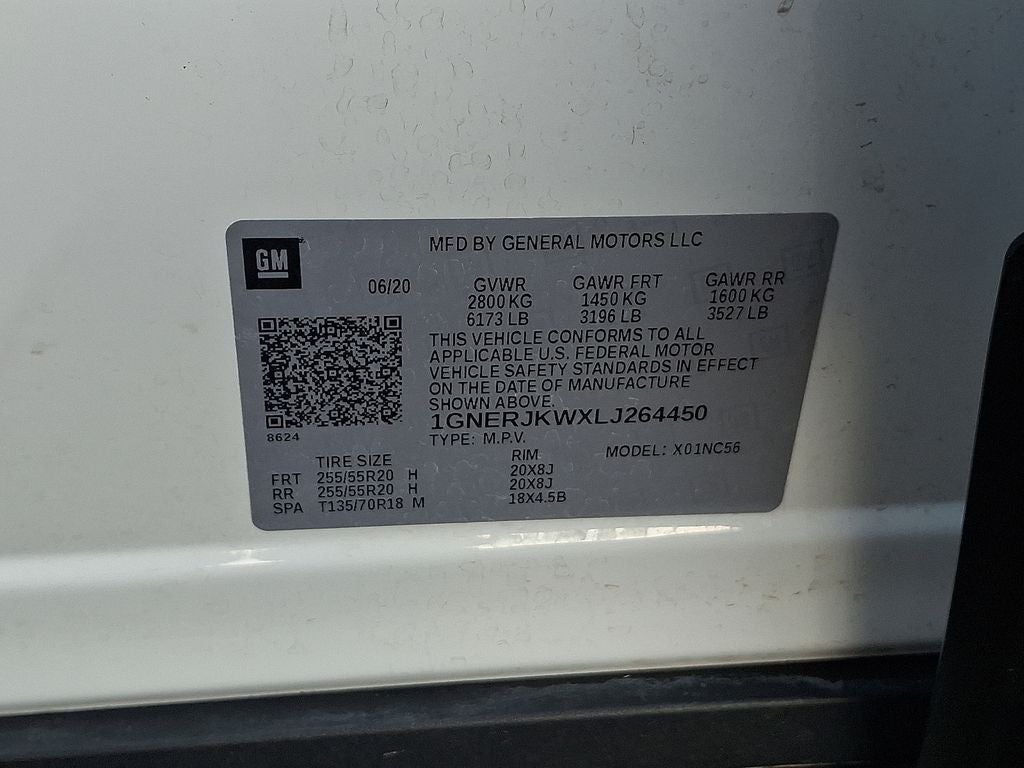 GM
MFD BY GENERAL MOTORS LLC
06/20
GVWR GAWR FRT GAWR RR
2800 KG 1450 KG 1600 KG
6173 LB 3196 LB 3527 LB
THIS VEHICLE CONFORMS TO ALL
APPLICABLE U.S. FEDERAL MOTOR
VEHICLE SAFETY STANDARDS IN EFFECT
ON THE DATE OF MANUFACTURE
SHOWN ABOVE.
1GNERJKWXLJ264450
8624
TYPE: M.P.V. MODEL: X01NC56
TIRE SIZE RIM
FRT 255/55R20 H 20X8J
RR 255/55R20 H 20X8J
SPA T135/70R18 M 18X4.5B